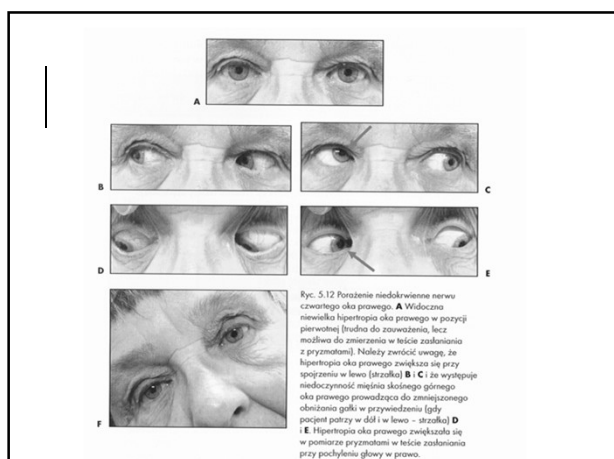 A
B
C
D
E
F
Ryc. 5.12 Porażenie niedokrwienne nerwu
czwartego oka prawego. A Widoczna
niewielka hipertropia oka prawego w pozycji
pierwotnej (trudna do zauważenia, lecz
możliwa do zmierzenia w teście zasłaniania
z pryzmatami). Należy zwrócić uwagę, że
hipertropia oka prawego zwiększa się przy
spojrzeniu w lewo (strzałka) B i C i że występuje
niedoczynność mięśnia skośnego górnego
oka prawego prowadząca do zmniejszonego
obniżania gałki w przywiedzeniu (gdy
pacjent patrzy w dół i w lewo – strzałka) D
i E. Hipertropia oka prawego zwiększała się
w pomiarze pryzmatami w teście zasłaniania
przy pochyleniu głowy w prawo.